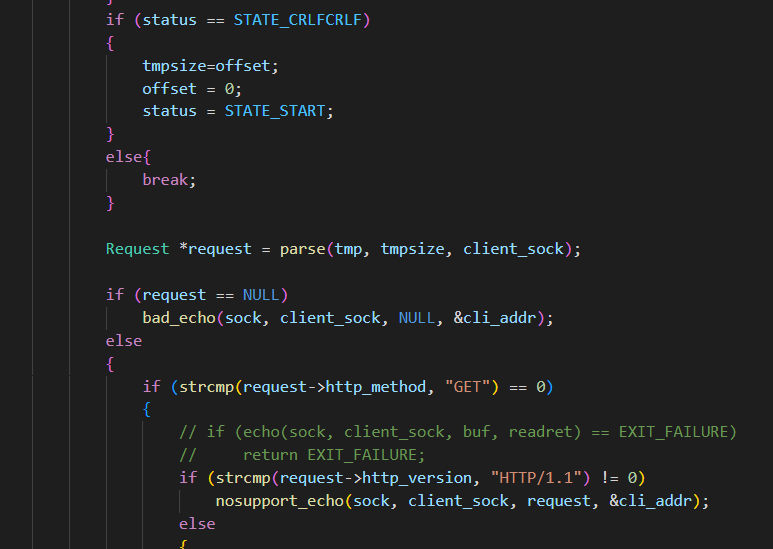 }
if (status == STATE_CRLFCRLF)
{
tmpsize=offset;
offset = 0;
status = STATE_START;
}
else{
break;
}
Request *request = parse(tmp, tmpsize, client_sock);
if (request == NULL)
bad_echo(sock, client_sock, NULL, &cli_addr);
else
{
if (strcmp(request->http_method, "GET") == 0)
{
// if (echo(sock, client_sock, buf, readret) == EXIT_FAILURE)
//     return EXIT_FAILURE;
if (strcmp(request->http_version, "HTTP/1.1") != 0)
nosupport_echo(sock, client_sock, request, &cli_addr);
else
{